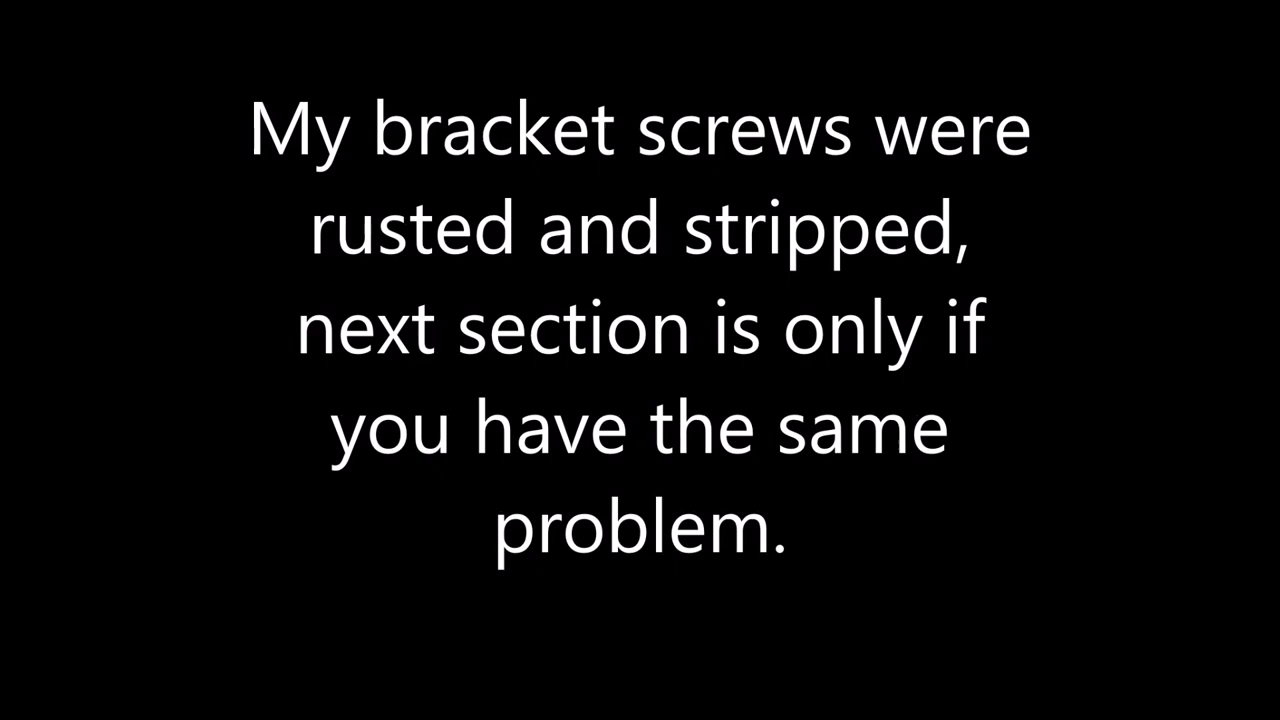 My bracket screws were
rusted and stripped,
next section is only if
you have the same
problem.